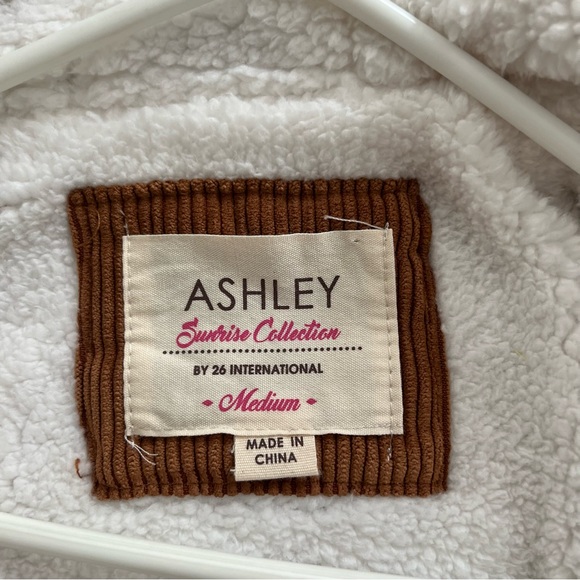 ASHLEY
Sunrise Collection
BY 26 INTERNATIONAL
Medium
MADE IN
CHINA